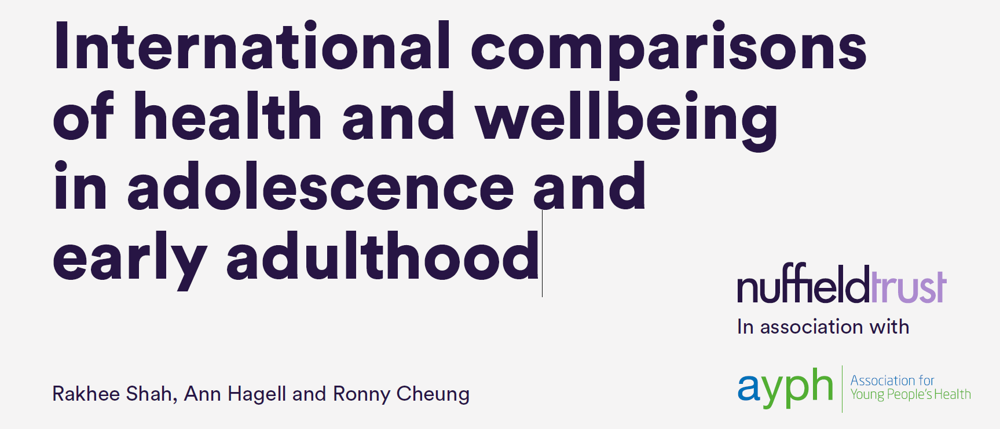 International comparisons
of health and wellbeing
in adolescence and
early adulthood
nuffieldtrust
In association with
Rakhee Shah, Ann Hagell and Ronny Cheung
ayph
Association for
Young People's Health